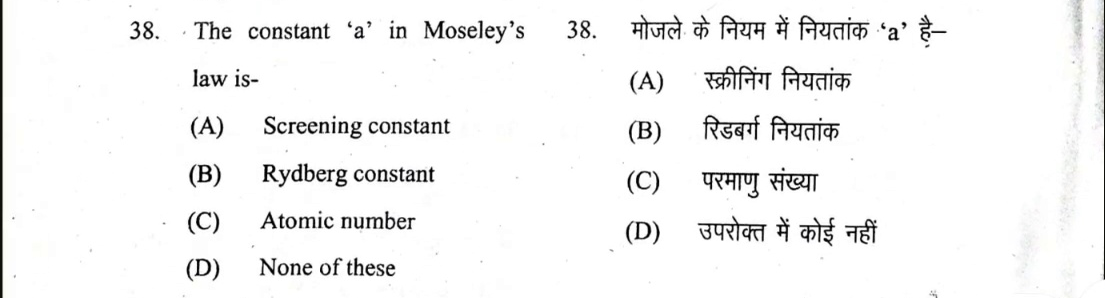 38. The constant ‘a’ in Moseley’s
law is-
(A) Screening constant
(B) Rydberg constant
(C) Atomic number
(D) None of these
38. मोजले के नियम में नियतांक ‘a’ है–
(A) स्क्रीनिंग नियतांक
(B) रिडबर्ग नियतांक
(C) परमाणु संख्या
(D) उपरोक्त में कोई नहीं